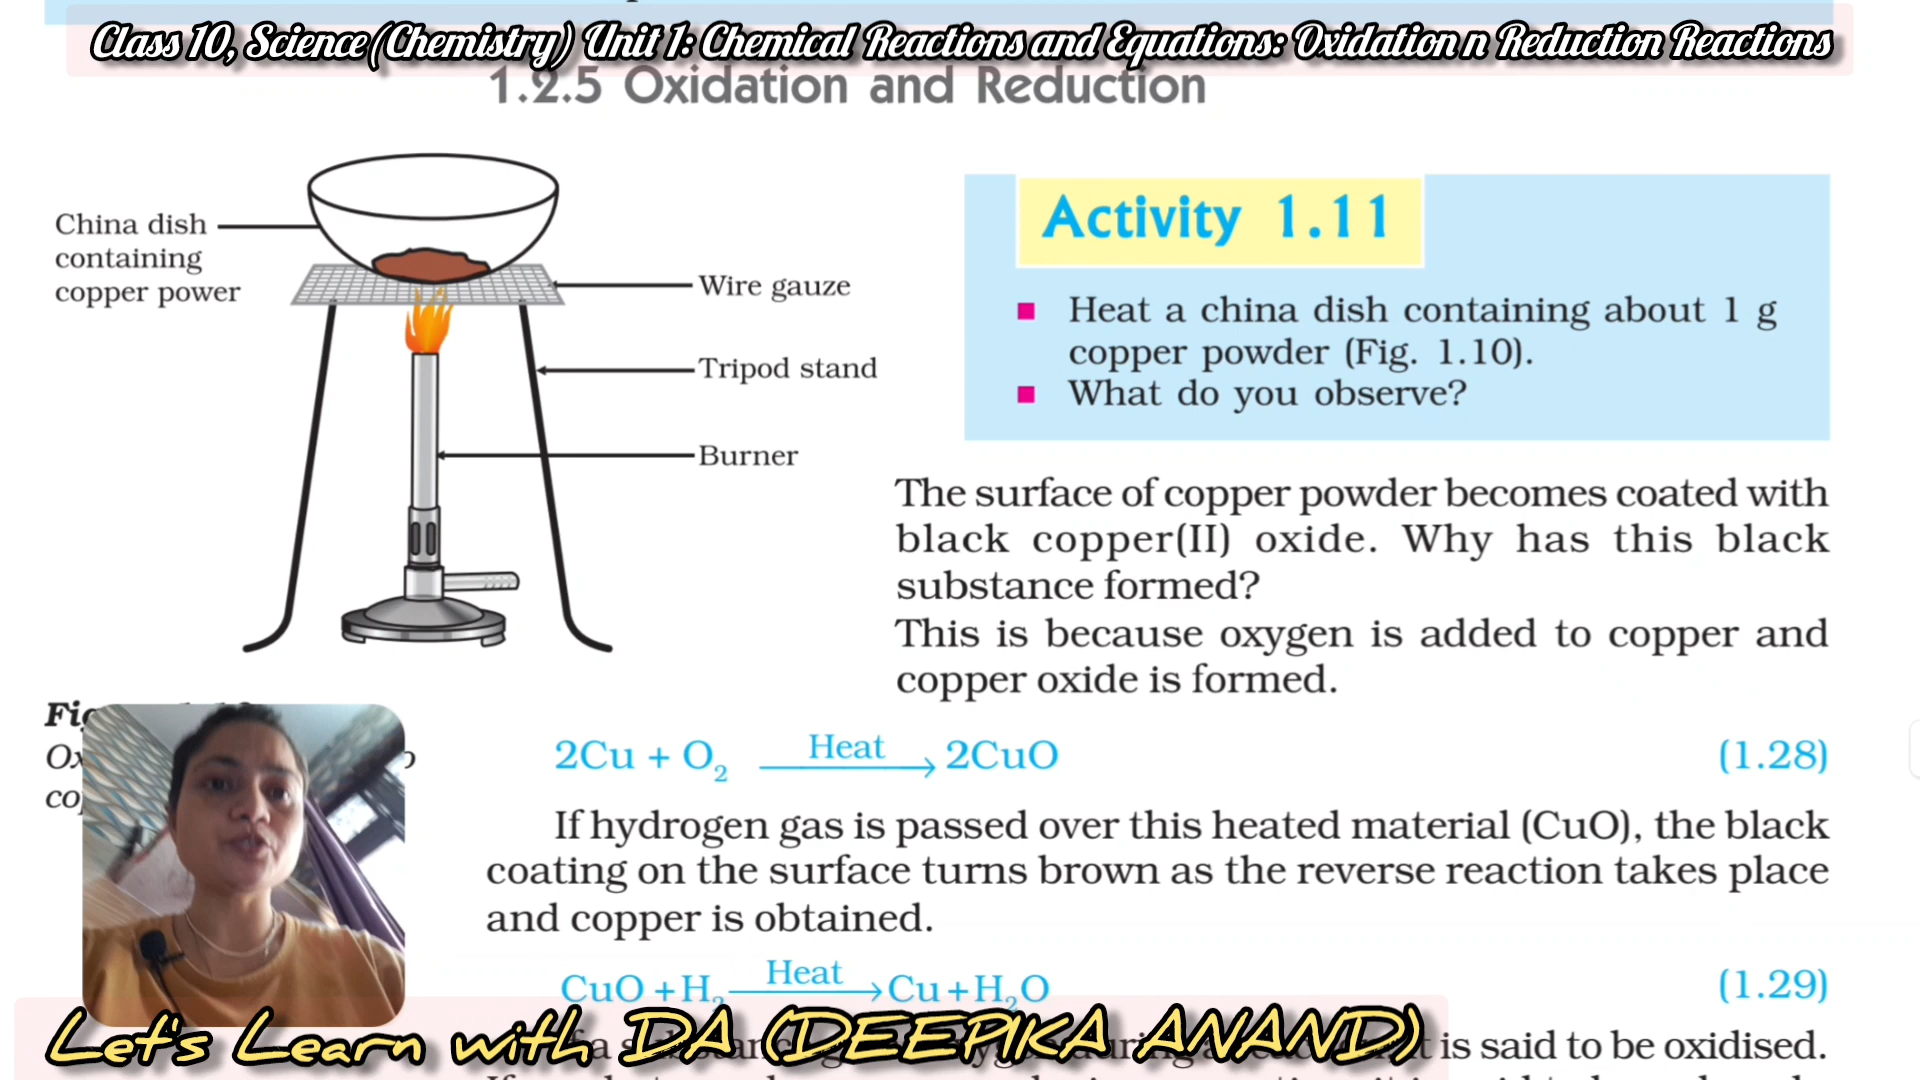 Class 10, Science (Chemistry) Unit 1: Chemical Reactions and Equations: Oxidation n Reduction Reactions
1.2.5 Oxidation and Reduction
China dish
containing
copper power
Wire gauze
Tripod stand
Burner
Activity 1.11
■ Heat a china dish containing about 1 g
copper powder (Fig. 1.10).
■ What do you observe?
The surface of copper powder becomes coated with
black copper(II) oxide. Why has this black
substance formed?
This is because oxygen is added to copper and
copper oxide is formed.
2Cu + O₂ Heat → 2CuO (1.28)
If hydrogen gas is passed over this heated material (CuO), the black
coating on the surface turns brown as the reverse reaction takes place
and copper is obtained.
CuO + H₂ Heat → Cu + H₂O (1.29)
Let's Learn with DA (DEEPIKA ANAND)
is said to be oxidised.